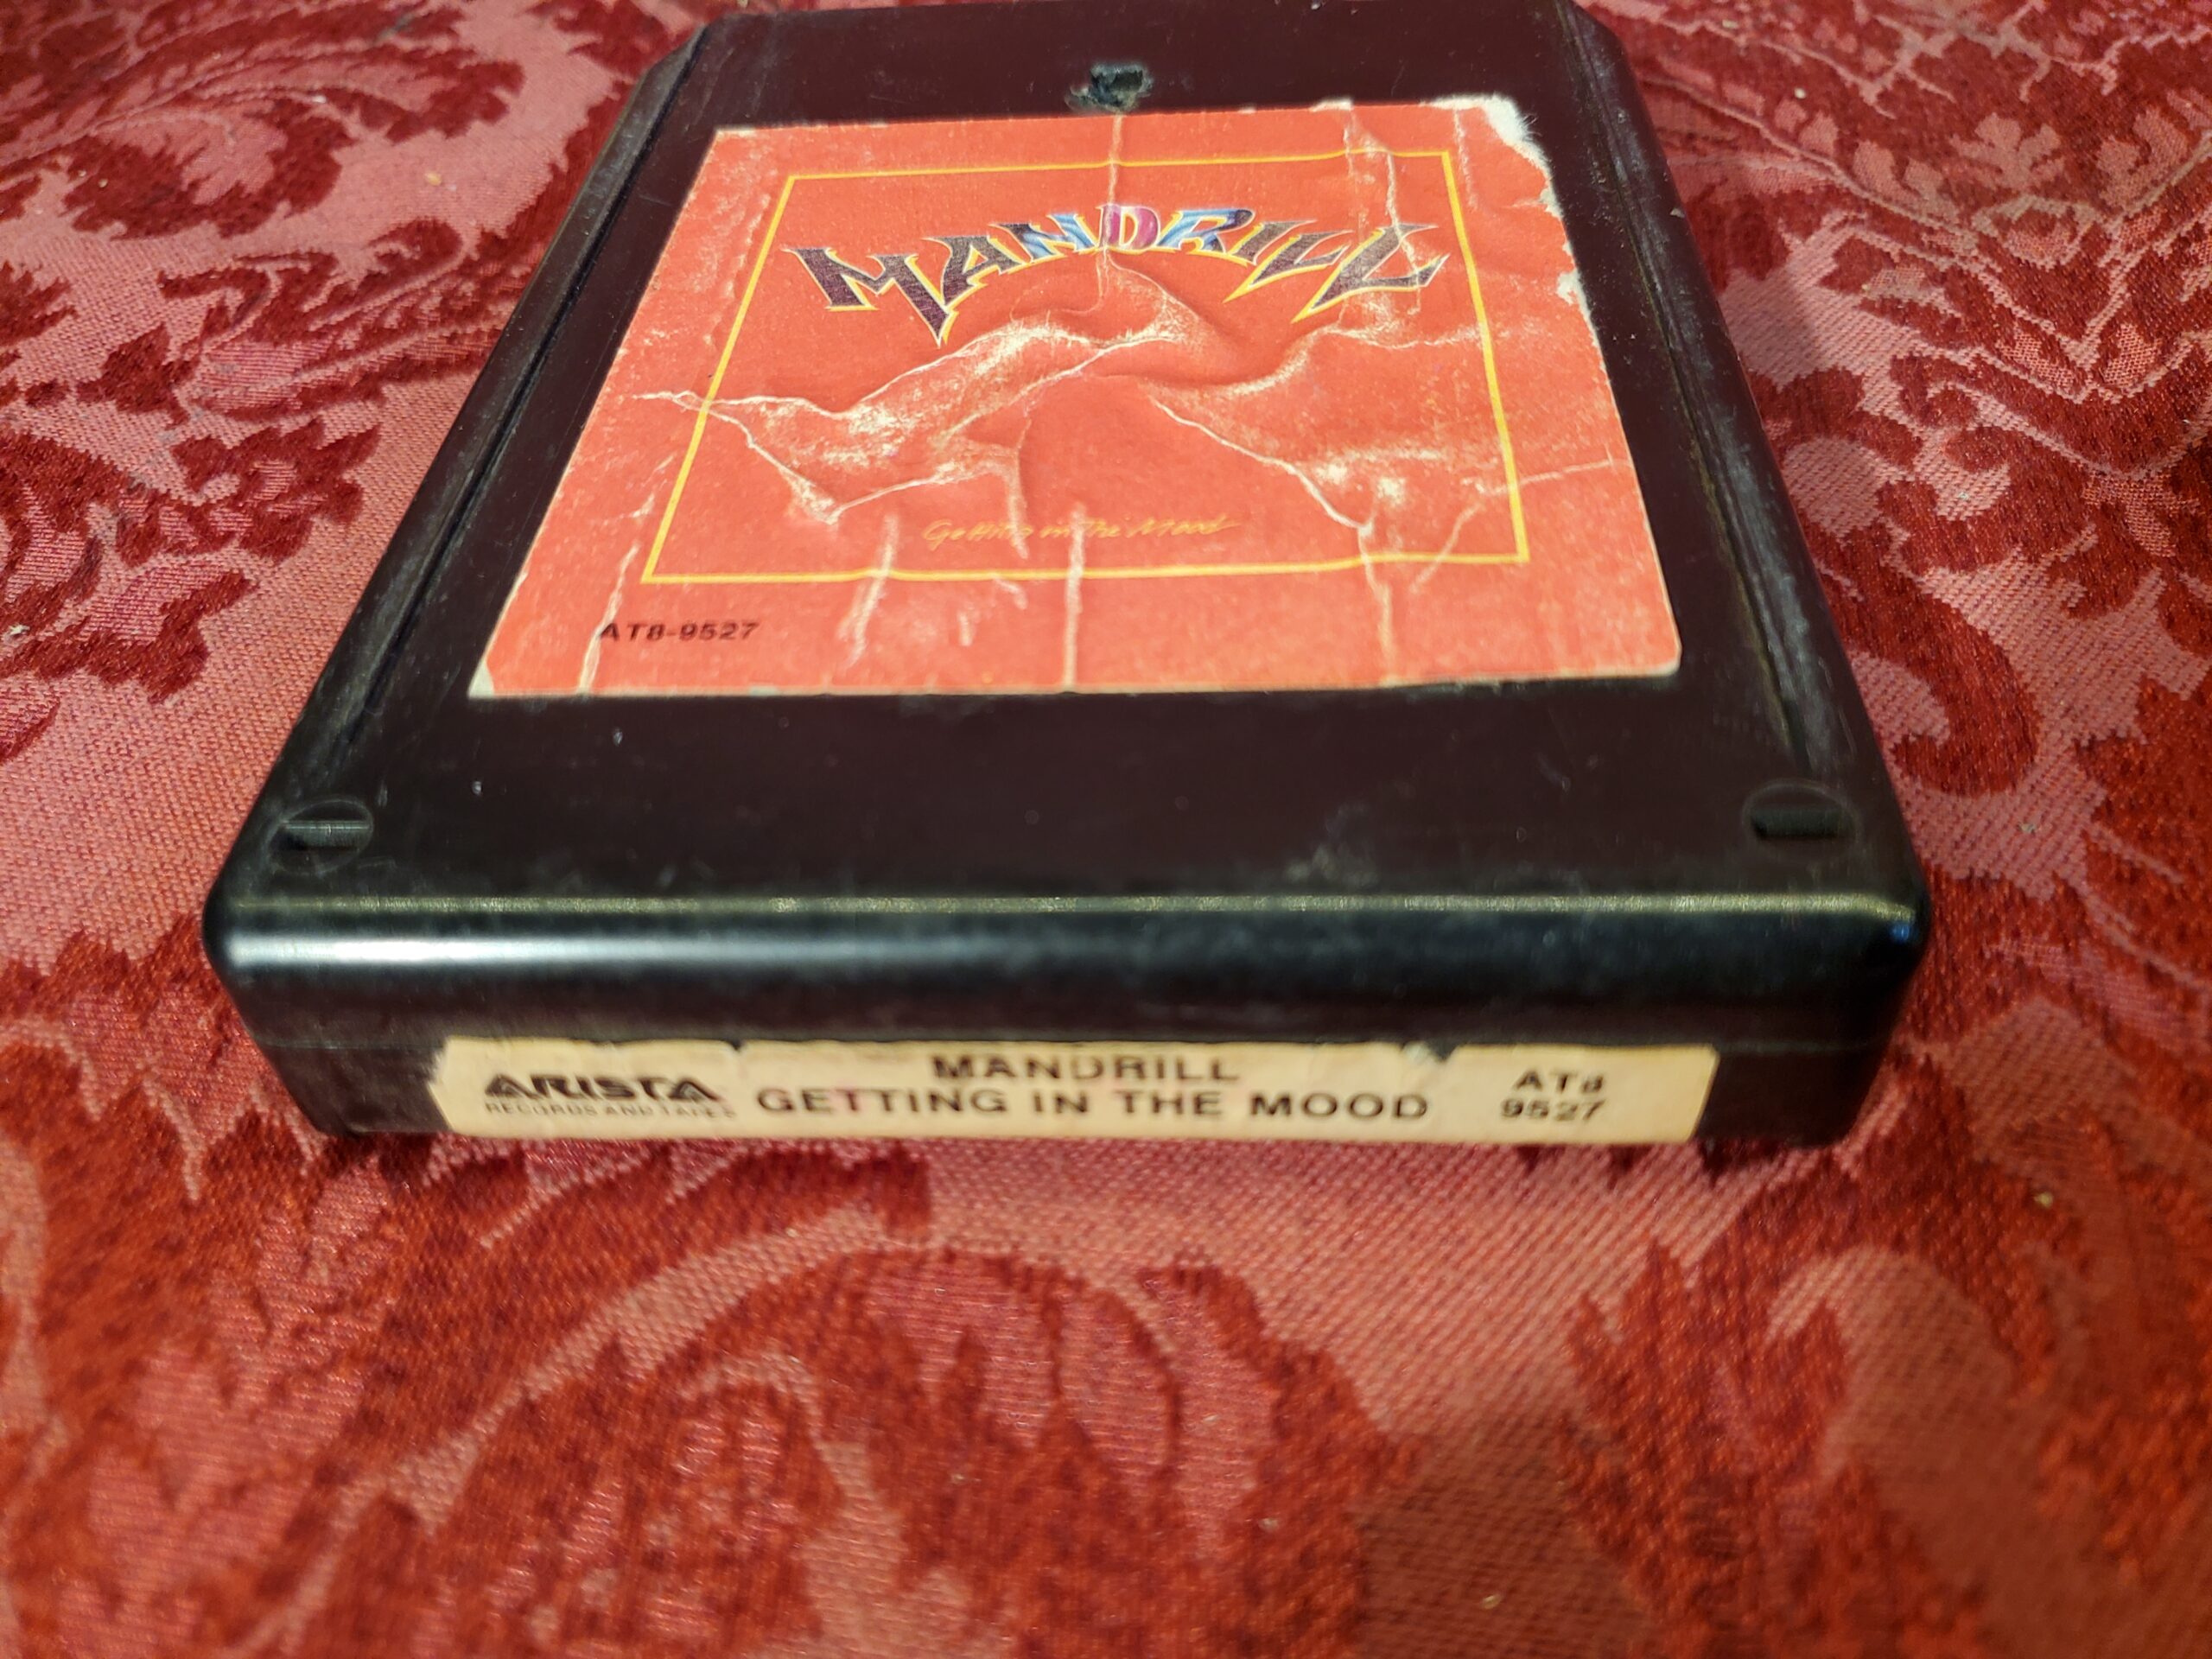 MANDRILL
Getting in The Mood
AT8-9527
ARISTA
RECORDS AND TAPES
MANDRILL
GETTING IN THE MOOD
AT8
9527